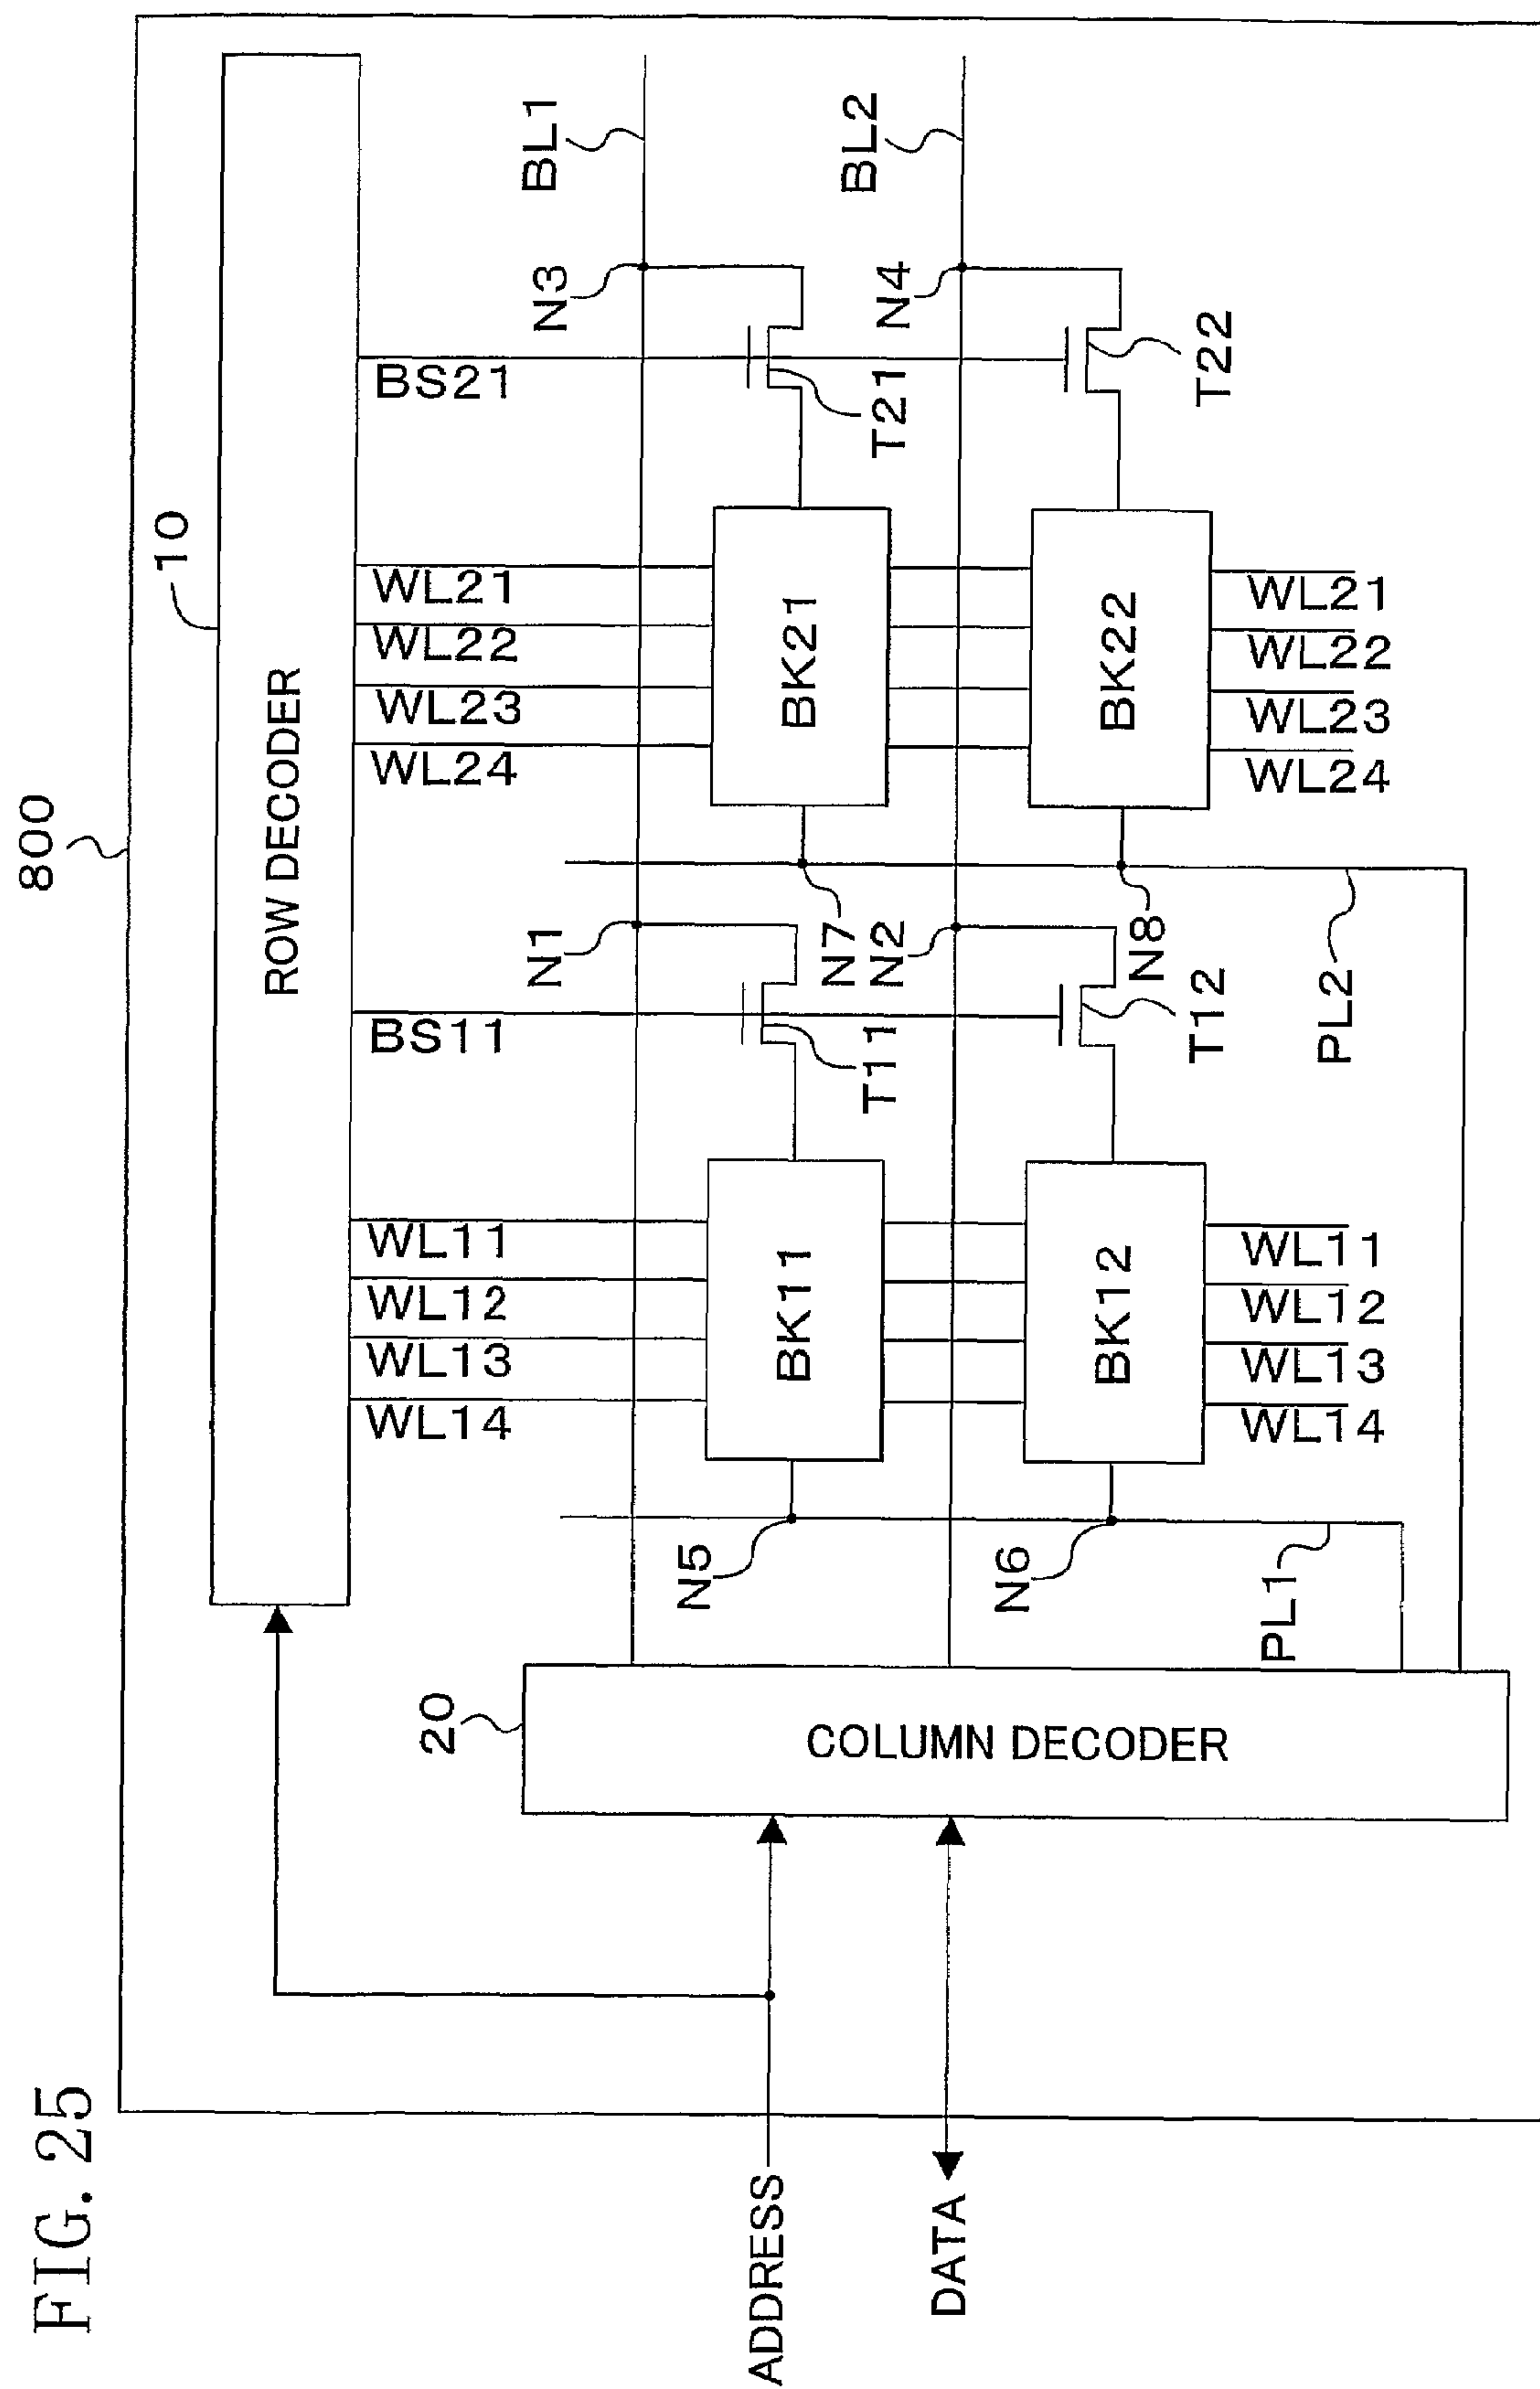 FIG. 25
800
10
ROW DECODER
BS21
WL21
WL22
WL23
WL24
BS11
WL11
WL12
WL13
WL14
BL1
BL2
N3
N4
T21
T22
BK21
BK22
WL21
WL22
WL23
WL24
N1
N7
N2
N8
T11
T12
PL2
BK11
BK12
WL11
WL12
WL13
WL14
N5
N6
PL1
20
COLUMN DECODER
ADDRESS
DATA